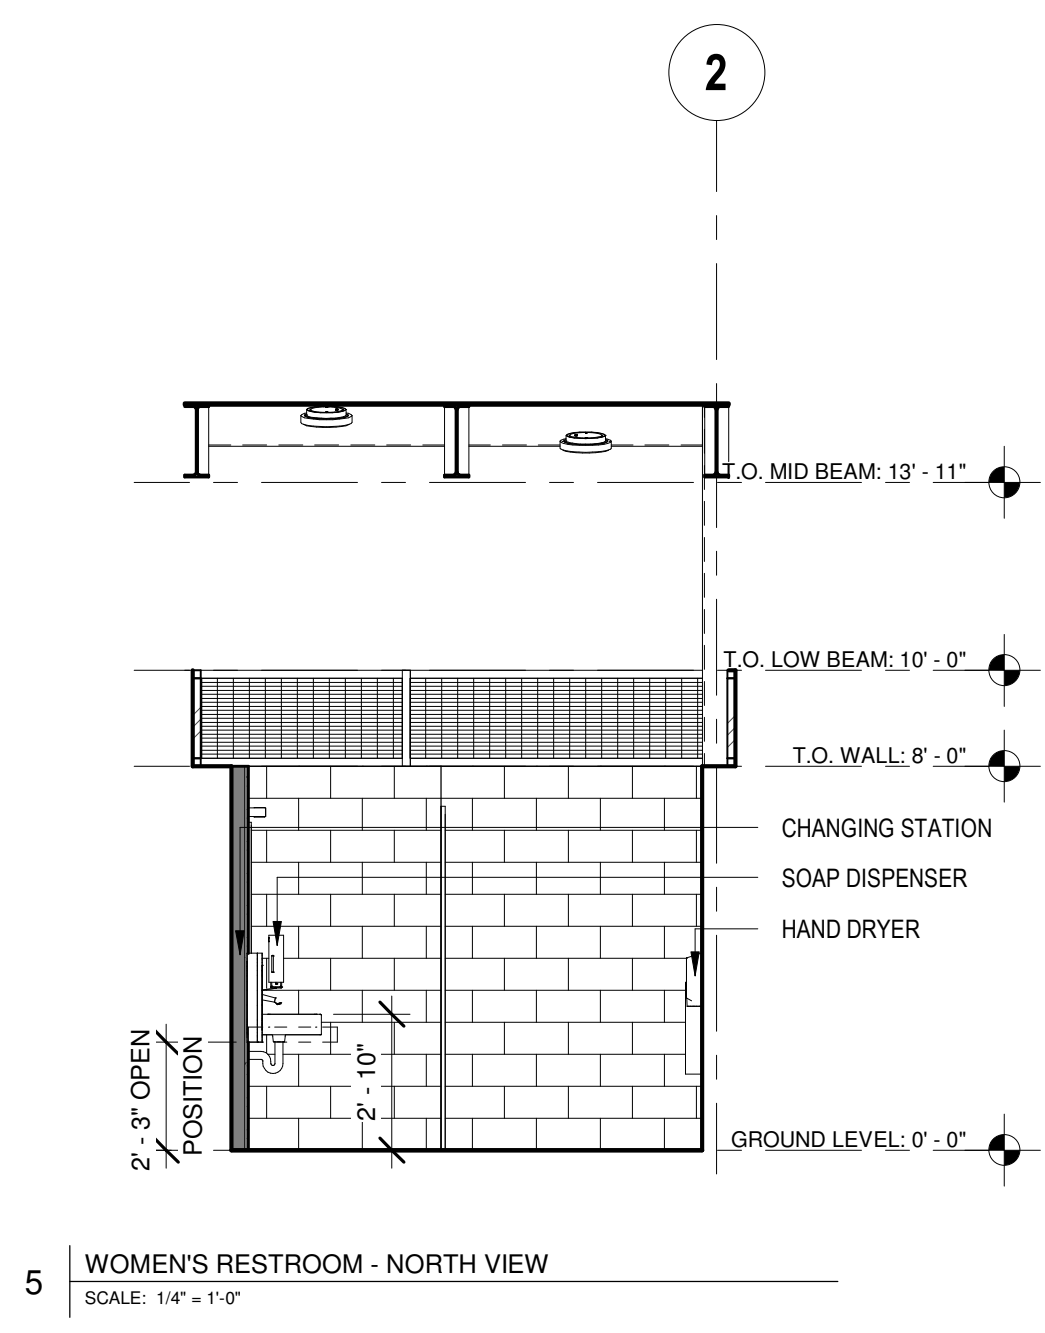 2
T.O. MID BEAM: 13' - 11"
T.O. LOW BEAM: 10' - 0"
T.O. WALL: 8' - 0"
CHANGING STATION
SOAP DISPENSER
HAND DRYER
2' - 3" OPEN
POSITION
2' - 10"
GROUND LEVEL: 0' - 0"
5
WOMEN'S RESTROOM - NORTH VIEW
SCALE: 1/4" = 1'-0"